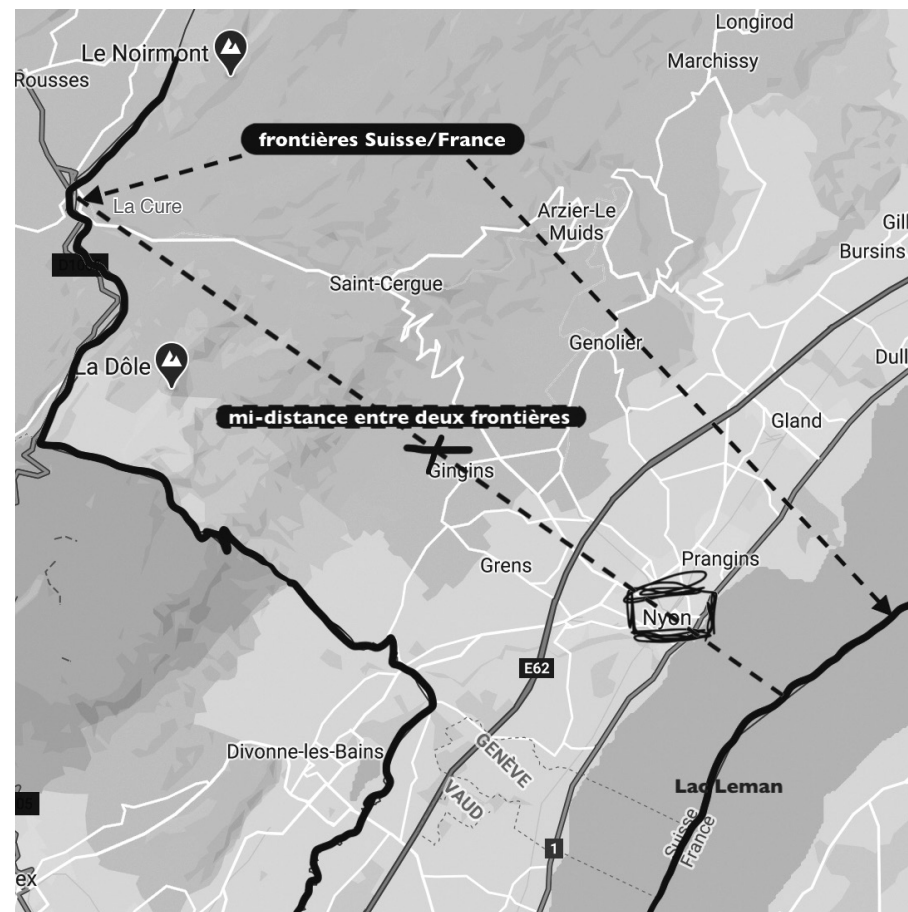 Longirod
Le Noirmont
Marchissy
Rousses
frontières Suisse/France
La Cure
Arzier-Le
Muids
Gill
Bursins
Saint-Cergue
Genolier
Dull
La Dôle
mi-distance entre deux frontières
Gland
Gingins
Prangins
Grens
Nyon
E62
Divonne-les-Bains
GENÈVE
VAUD
Lac Leman
Suisse
France
1
ex